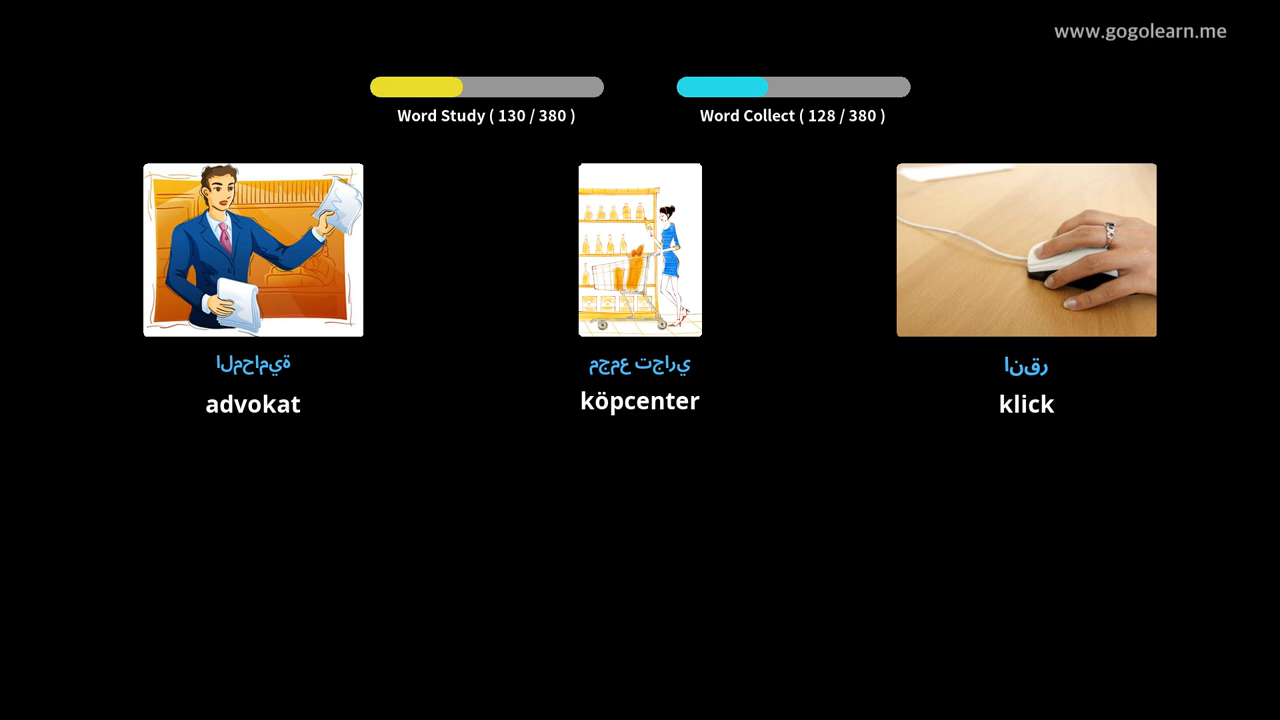 www.gogolearn.me
Word Study ( 130 / 380 )
Word Collect ( 128 / 380 )
المحامية
مجمع تجاري
انقر
advokat
köpcenter
klick